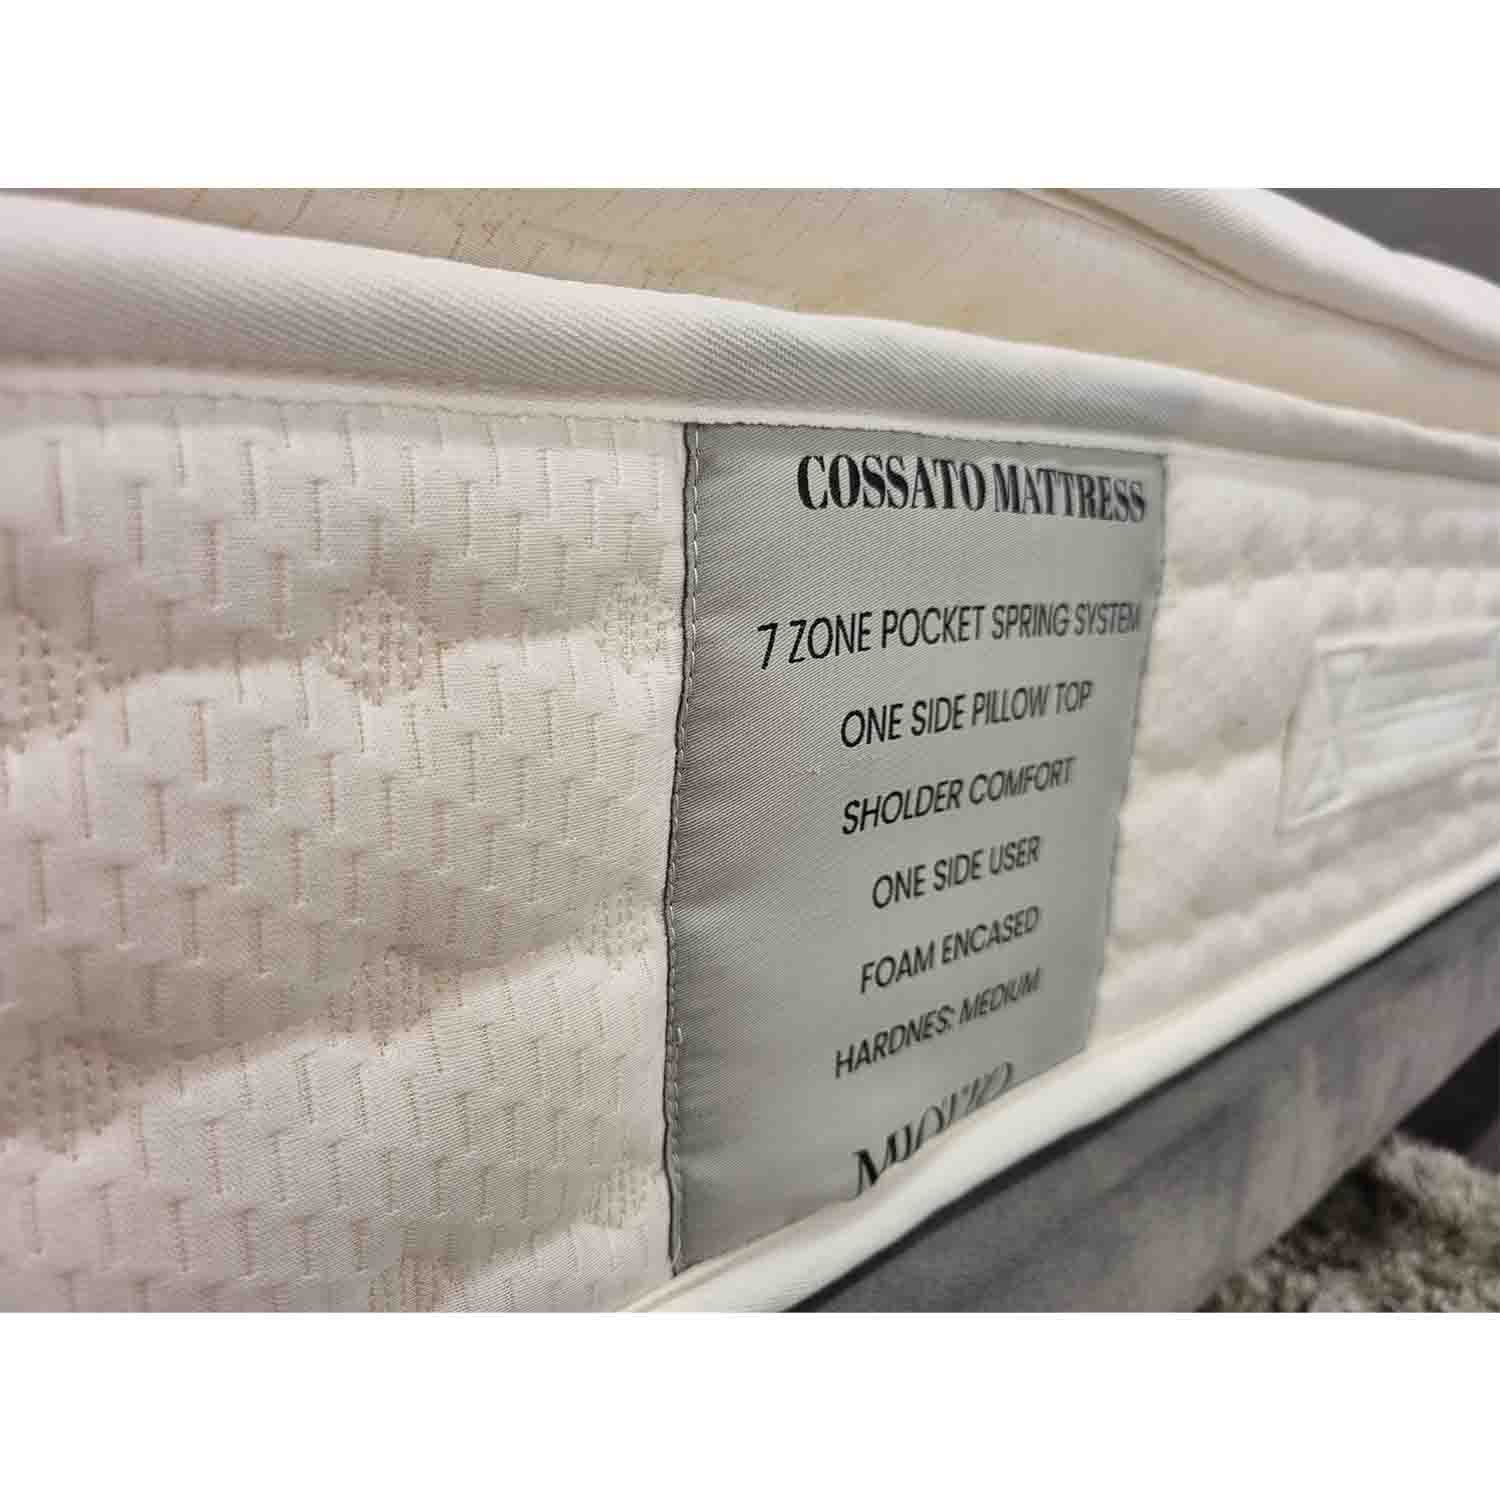 COSSATO MATTRESS
7 ZONE POCKET SPRING SYSTEM
ONE SIDE PILLOW TOP
SHOLDER COMFORT
ONE SIDE USER
FOAM ENCASED
HARDNES: MEDIUM